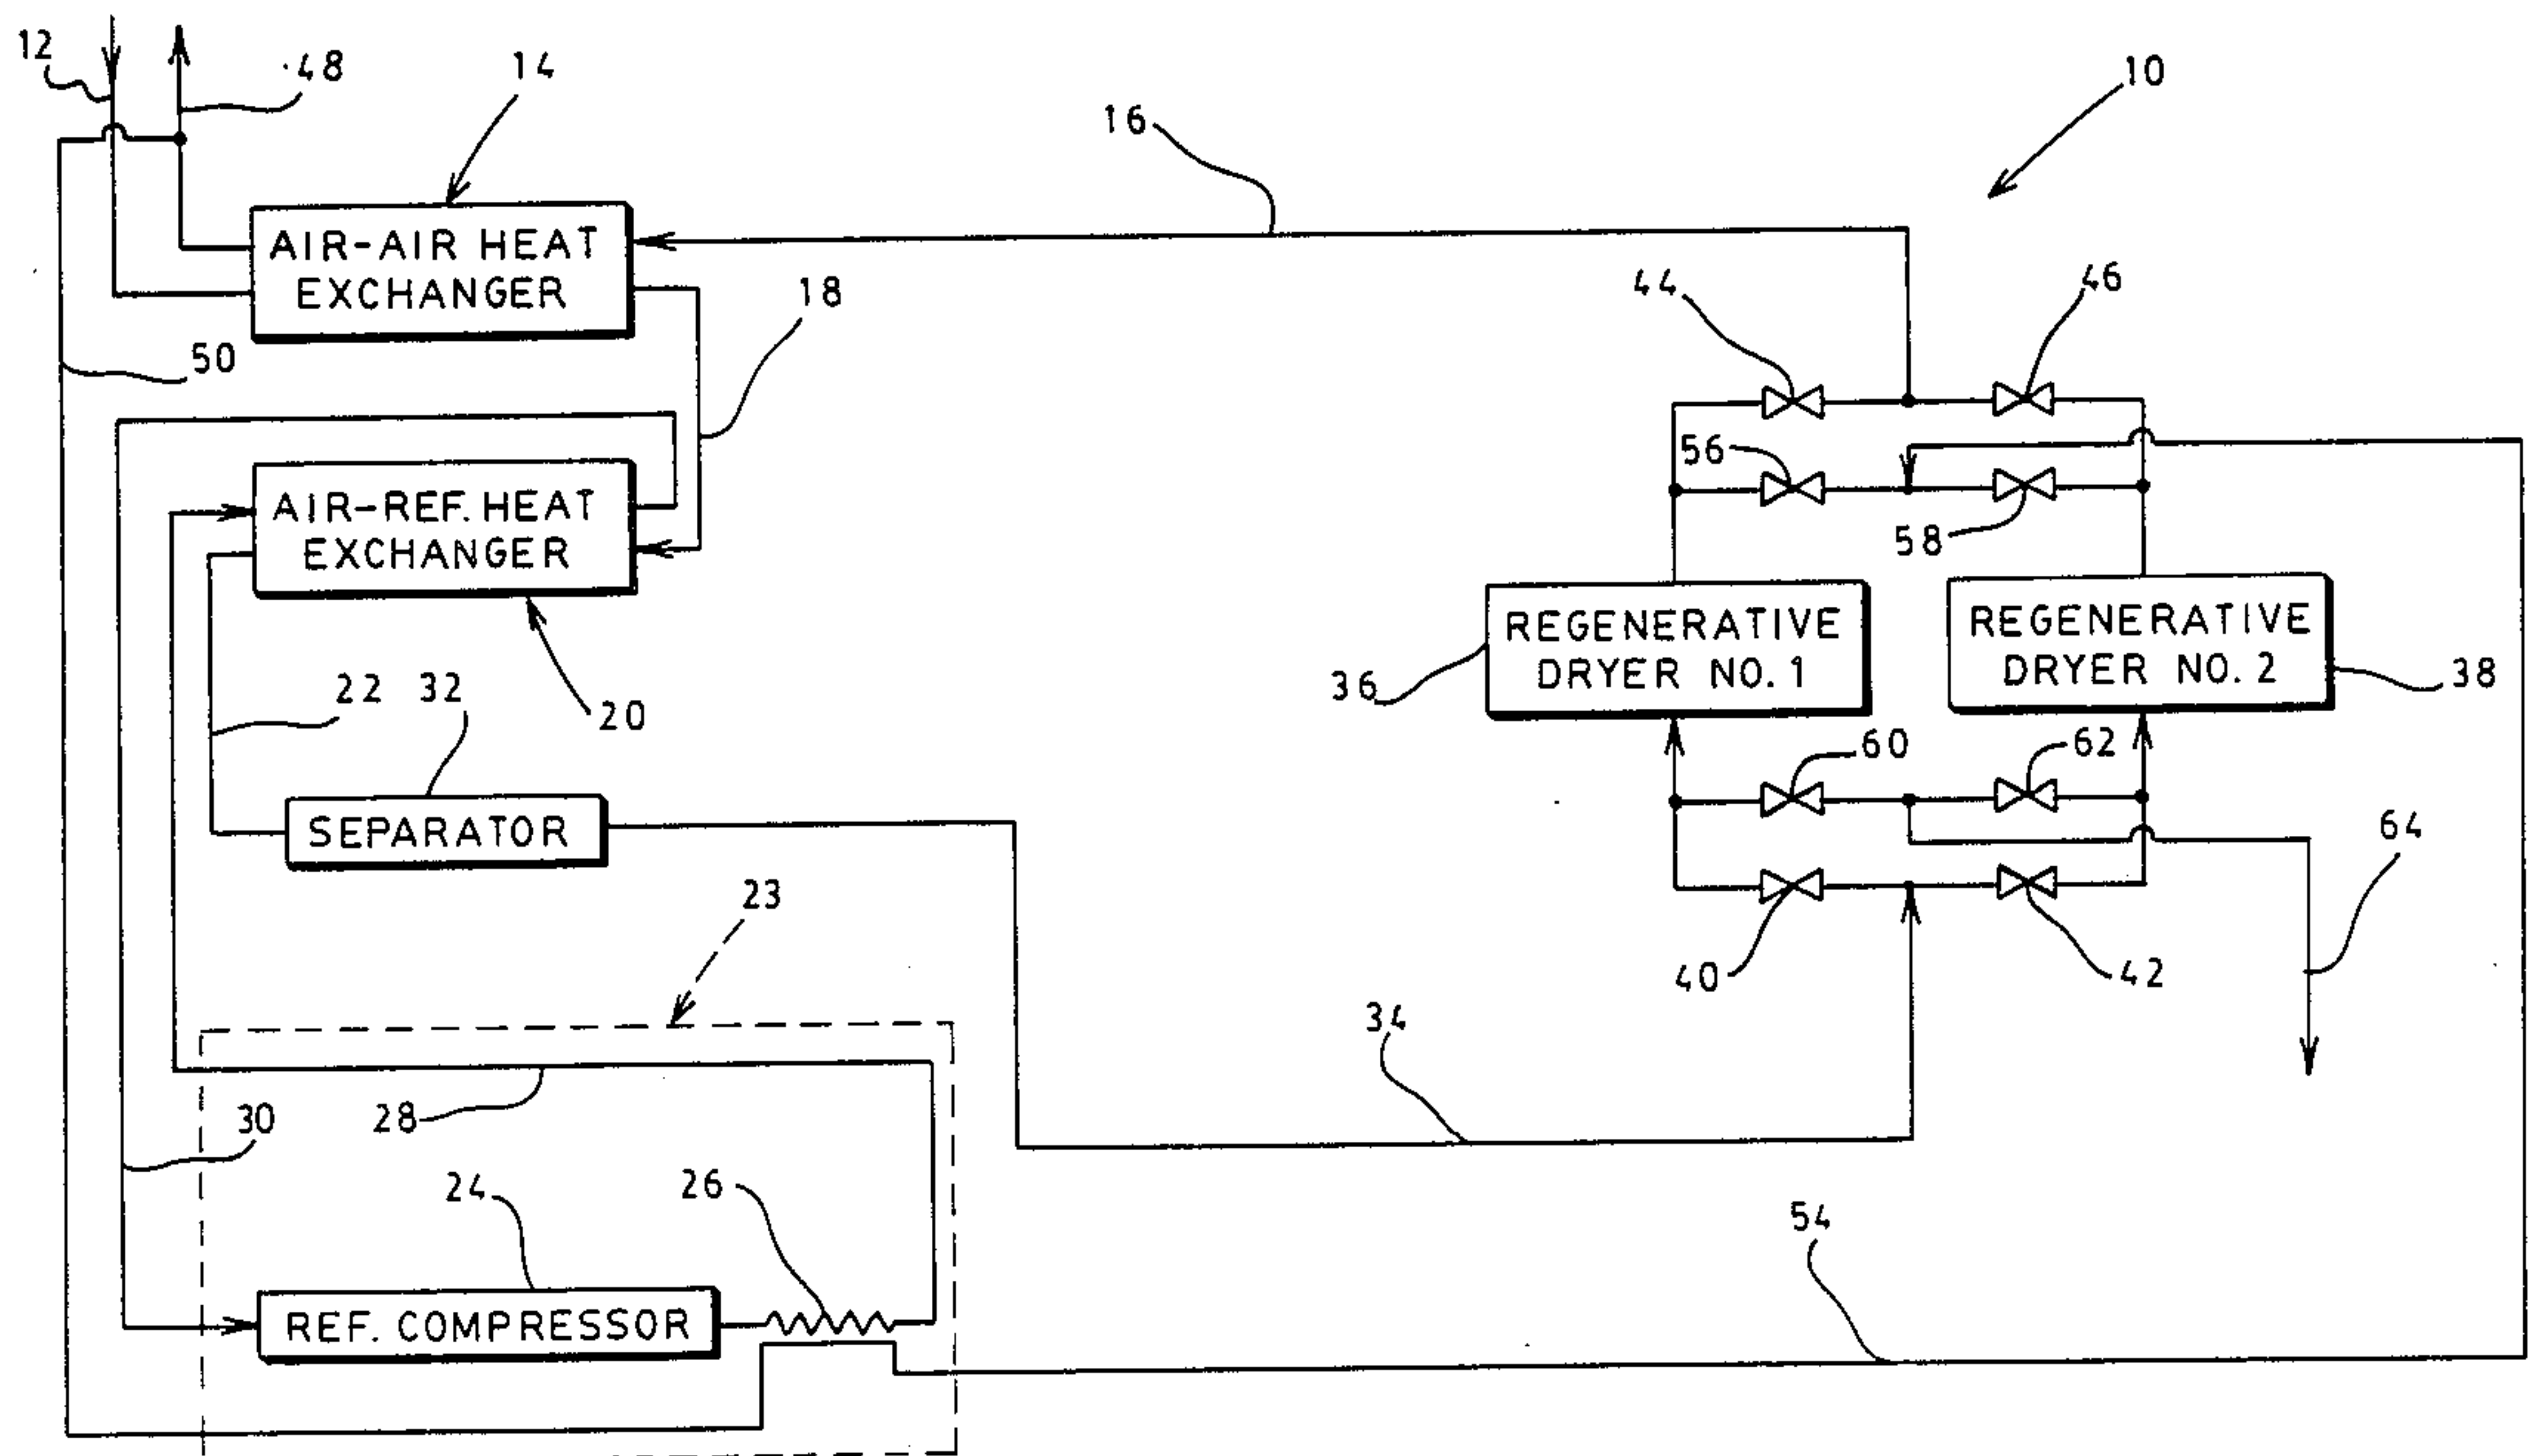 12
48
14
10
16
AIR-AIR HEAT
EXCHANGER
18
44
46
50
56
AIR-REF. HEAT
EXCHANGER
58
REGENERATIVE
DRYER NO. 1
REGENERATIVE
DRYER NO. 2
36
38
22
32
20
60
62
SEPARATOR
64
23
40
42
34
28
30
24
26
54
REF. COMPRESSOR